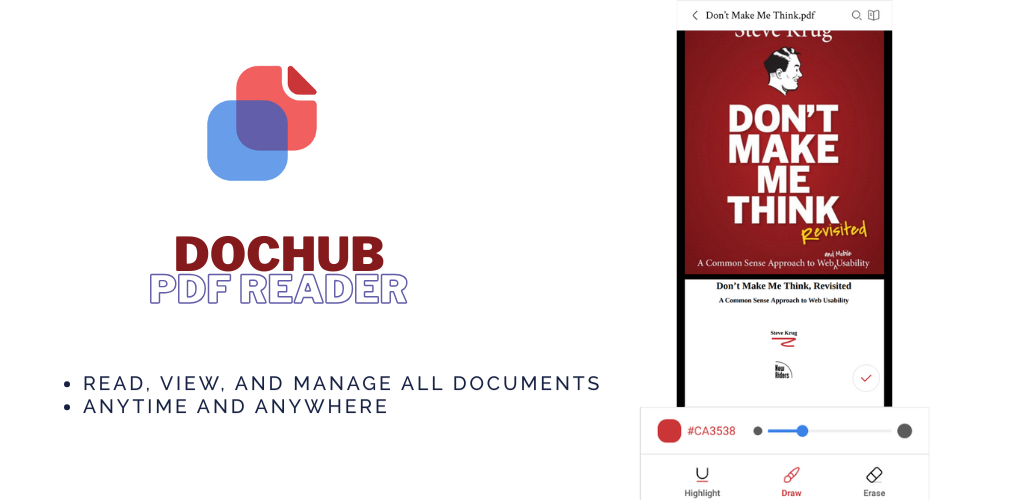 DOCHUB
PDF READER
• READ, VIEW, AND MANAGE ALL DOCUMENTS
• ANYTIME AND ANYWHERE
Don't Make Me Think.pdf
Steve Krug
DON'T
MAKE
ME
THINK
Revisited
and Mobile
A Common Sense Approach to Web Usability
Don't Make Me Think, Revisited
A Common Sense Approach to Web Usability
Steve Krug
New
Riders
#CA3538
Highlight
Draw
Erase